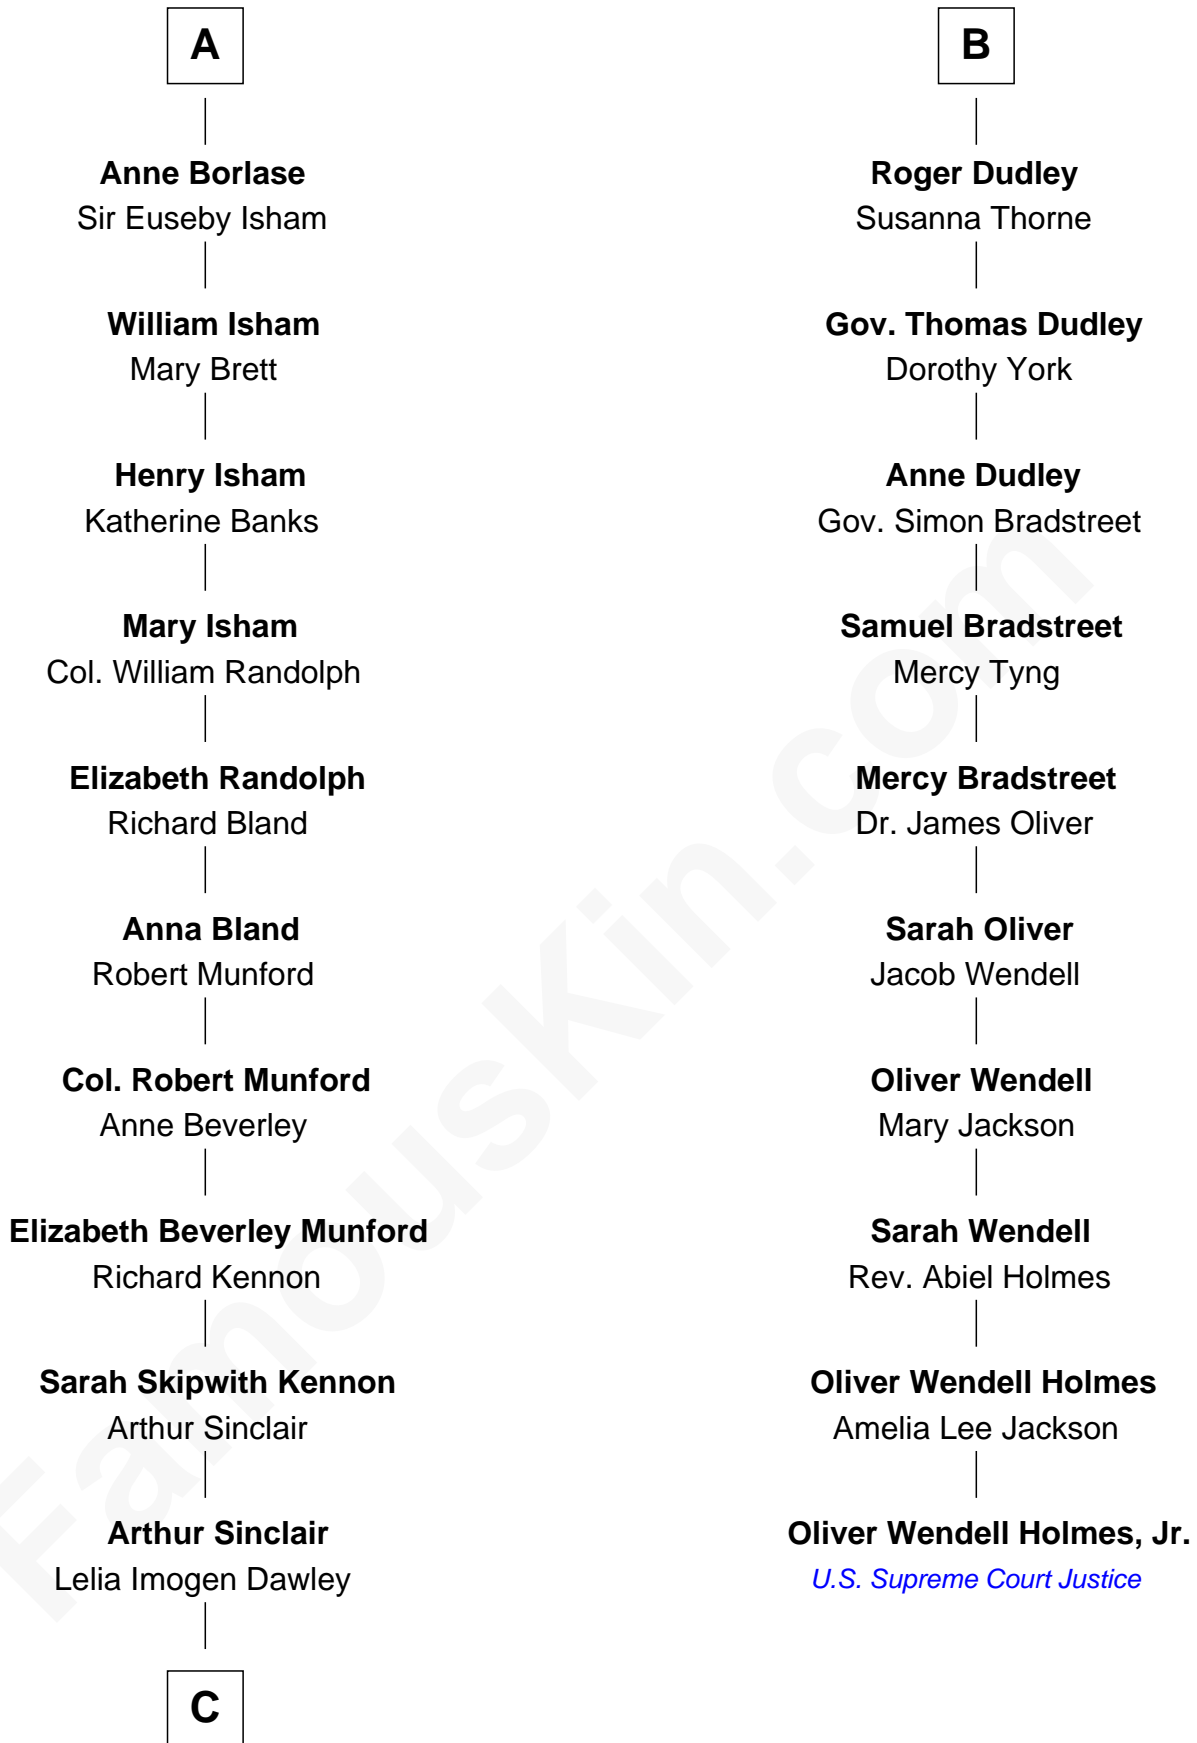 A
Anne Borlase
Sir Euseby Isham
William Isham
Mary Brett
Henry Isham
Katherine Banks
Mary Isham
Col. William Randolph
Elizabeth Randolph
Richard Bland
Anna Bland
Robert Munford
Col. Robert Munford
Anne Beverley
Elizabeth Beverley Munford
Richard Kennon
Sarah Skipwith Kennon
Arthur Sinclair
Arthur Sinclair
Lelia Imogen Dawley
C
B
Roger Dudley
Susanna Thorne
Gov. Thomas Dudley
Dorothy York
Anne Dudley
Gov. Simon Bradstreet
Samuel Bradstreet
Mercy Tyng
Mercy Bradstreet
Dr. James Oliver
Sarah Oliver
Jacob Wendell
Oliver Wendell
Mary Jackson
Sarah Wendell
Rev. Abiel Holmes
Oliver Wendell Holmes
Amelia Lee Jackson
Oliver Wendell Holmes, Jr.
U.S. Supreme Court Justice
FamousKin.com